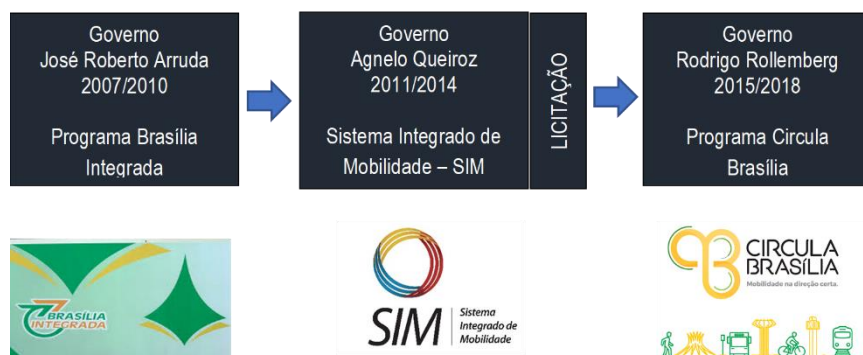 Governo
José Roberto Arruda
2007/2010
Programa Brasília
Integrada
Governo
Agnelo Queiroz
2011/2014
Sistema Integrado de
Mobilidade – SIM
LICITAÇÃO
Governo
Rodrigo Rollemberg
2015/2018
Programa Circula
Brasília
BRASÍLIA
INTEGRADA
SIM
Sistema
Integrado de
Mobilidade
CIRCULA
BRASÍLIA
Mobilidade na direção certa.